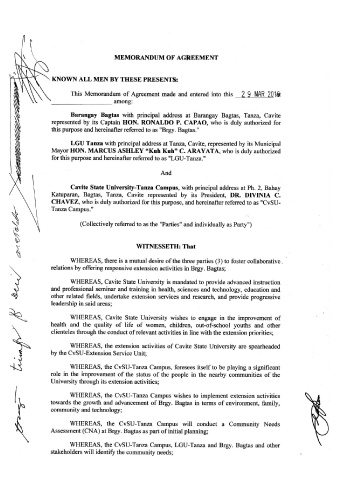 MEMORANDUM OF AGREEMENT
KNOW ALL MEN BY THESE PRESENTS:
This Memorandum of Agreement made and entered into this 29 MAR 2019
among:
Barangay Bagtas with principal address at Barangay Bagtas, Tanza, Cavite
represented by its Captain HON. RONALDO P. CAPAO, who is duly authorized for
this purpose and hereinafter referred to as "Brgy. Bagtas."
LGU Tanza with principal address at Tanza, Cavite, represented by its Municipal
Mayor HON. MARCUS ASHLEY "Kuh Kuh" C. ARAYATA, who is duly authorized
for this purpose and hereinafter referred to as "LGU-Tanza."
And
Cavite State University-Tanza Campus, with principal address at Ph. 2, Bahay
Katuparan, Bagtas, Tanza, Cavite represented by its President, DR. DIVINIA C.
CHAVEZ, who is duly authorized for this purpose, and hereinafter referred to as "CvSU-
Tanza Campus."
(Collectively referred to as the "Parties" and individually as Party")
WITNESSETH: That
WHEREAS, there is a mutual desire of the three parties (3) to foster collaborative
relations by offering responsive extension activities in Brgy. Bagtas;
WHEREAS, Cavite State University is mandated to provide advanced instruction
and professional seminar and training in health, sciences and technology, education and
other related fields, undertake extension services and research, and provide progressive
leadership in said areas;
WHEREAS, Cavite State University wishes to engage in the improvement of
health and the quality of life of women, children, out-of-school youths and other
clienteles through the conduct of relevant activities in line with the extension priorities;
WHEREAS, the extension activities of Cavite State University are spearheaded
by the CvSU-Extension Service Unit;
WHEREAS, the CvSU-Tanza Campus, foresees itself to be playing a significant
role in the improvement of the status of the people in the nearby communities of the
University through its extension activities;
WHEREAS, the CvSU-Tanza Campus wishes to implement extension activities
towards the growth and advancement of Brgy. Bagtas in terms of environment, family,
community and technology;
WHEREAS, the CvSU-Tanza Campus will conduct a Community Needs
Assessment (CNA) at Brgy. Bagtas as part of initial planning;
WHEREAS, the CvSU-Tanza Campus, LGU-Tanza and Brgy. Bagtas and other
stakeholders will identify the community needs;